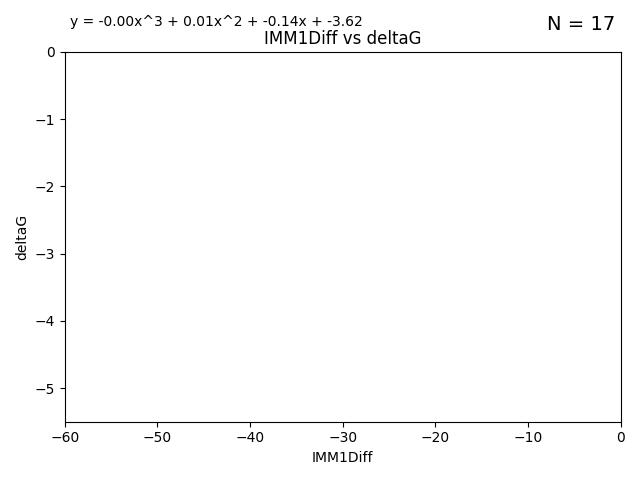 y = -0.00x^3 + 0.01x^2 + -0.14x + -3.62
N = 17
IMM1Diff vs deltaG
0
−1
−2
−3
−4
−5
deltaG
−60 −50 −40 −30 −20 −10 0
IMM1Diff